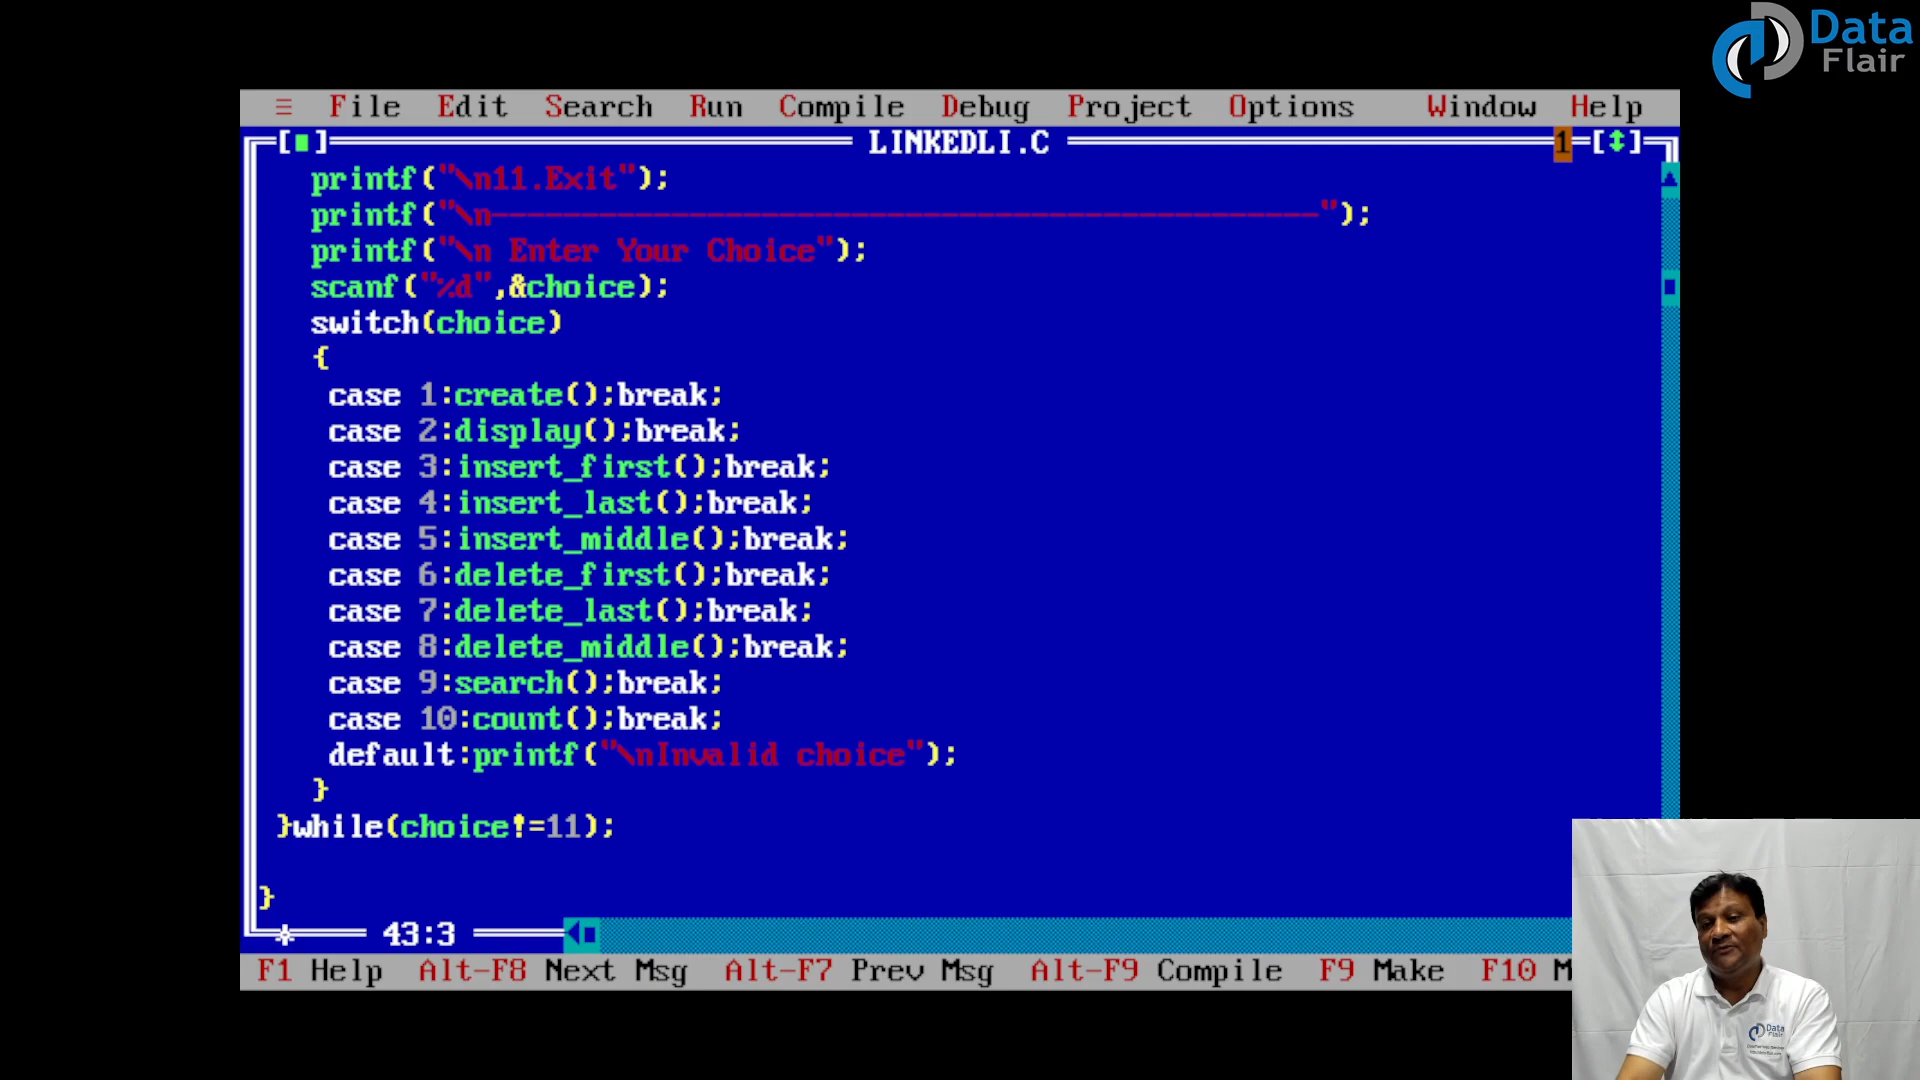 Data
Flair
≡ File Edit Search Run Compile Debug Project Options Window Help
[■] LINKEDLI.C 1=[↕]
printf("\n11.Exit");
printf("\n----------------------------------------------");
printf("\n Enter Your Choice");
scanf("%d",&choice);
switch(choice)
{
case 1:create();break;
case 2:display();break;
case 3:insert_first();break;
case 4:insert_last();break;
case 5:insert_middle();break;
case 6:delete_first();break;
case 7:delete_last();break;
case 8:delete_middle();break;
case 9:search();break;
case 10:count();break;
default:printf("\nInvalid choice");
}
}while(choice!=11);
}
43:3
F1 Help Alt-F8 Next Msg Alt-F7 Prev Msg Alt-F9 Compile F9 Make F10 M
Data
Flair